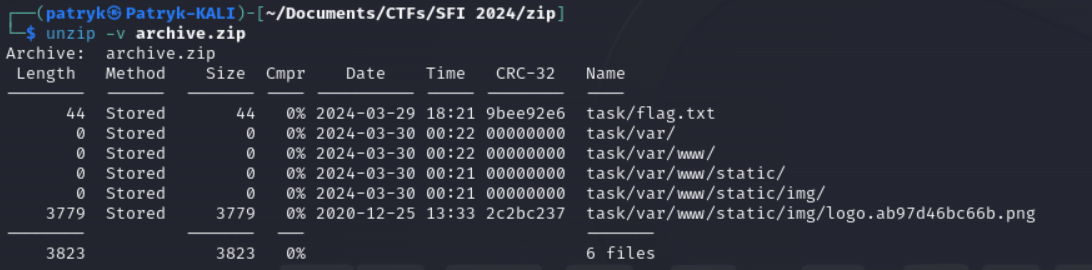 ┌──(patryk㉿Patryk-KALI)-[~/Documents/CTFs/SFI 2024/zip]
└─$ unzip -v archive.zip
Archive:  archive.zip
 Length   Method    Size  Cmpr    Date    Time   CRC-32   Name
--------  ------  ------- ---- ---------- ----- --------  ----
      44  Stored       44   0% 2024-03-29 18:21 9bee92e6  task/flag.txt
       0  Stored        0   0% 2024-03-30 00:22 00000000  task/var/
       0  Stored        0   0% 2024-03-30 00:22 00000000  task/var/www/
       0  Stored        0   0% 2024-03-30 00:21 00000000  task/var/www/static/
       0  Stored        0   0% 2024-03-30 00:21 00000000  task/var/www/static/img/
    3779  Stored     3779   0% 2020-12-25 13:33 2c2bc237  task/var/www/static/img/logo.ab97d46bc66b.png
--------          -------  ---                            -------
    3823             3823   0%                            6 files